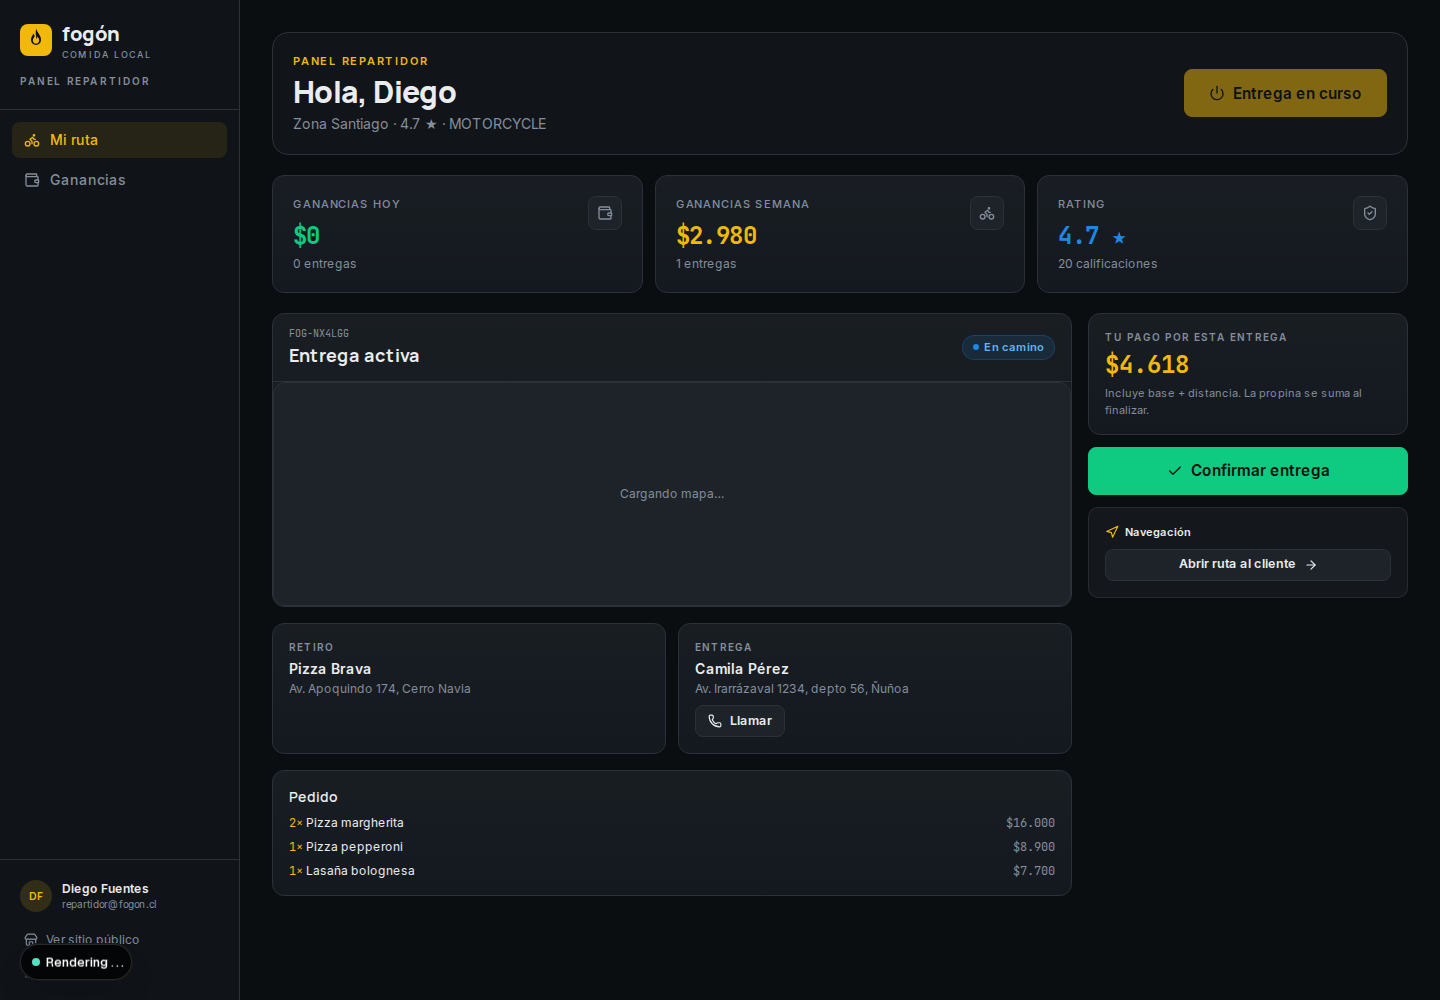 fogón
COMIDA LOCAL
PANEL REPARTIDOR
Mi ruta
Ganancias
PANEL REPARTIDOR
Hola, Diego
Zona Santiago · 4.7 ★ · MOTORCYCLE
Entrega en curso
GANANCIAS HOY
$0
0 entregas
GANANCIAS SEMANA
$2.980
1 entregas
RATING
4.7 ★
20 calificaciones
FOG-NX4LGG
Entrega activa
En camino
Cargando mapa...
TU PAGO POR ESTA ENTREGA
$4.618
Incluye base + distancia. La propina se suma al
finalizar.
Confirmar entrega
Navegación
Abrir ruta al cliente
RETIRO
Pizza Brava
Av. Apoquindo 174, Cerro Navia
ENTREGA
Camila Pérez
Av. Irarrázaval 1234, depto 56, Ñuñoa
Llamar
Pedido
2× Pizza margherita $16.000
1× Pizza pepperoni $8.900
1× Lasaña bolognesa $7.700
DF
Diego Fuentes
repartidor@fogon.cl
Ver sitio público
Rendering ...